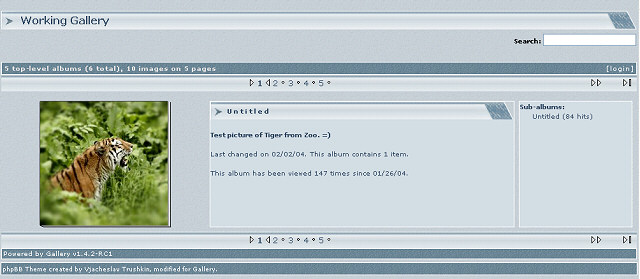 Working Gallery
Search:
5 top-level albums (6 total), 10 images on 5 pages [login]
1 2 3 4 5
Untitled
Test picture of Tiger from Zoo. =)
Last changed on 02/02/04. This album contains 1 item.
This album has been viewed 147 times since 01/26/04.
Sub-albums:
Untitled (84 hits)
1 2 3 4 5
Powered by Gallery v1.4.2-RC1
phpBB Theme created by Vjacheslav Trushkin, modified for Gallery.